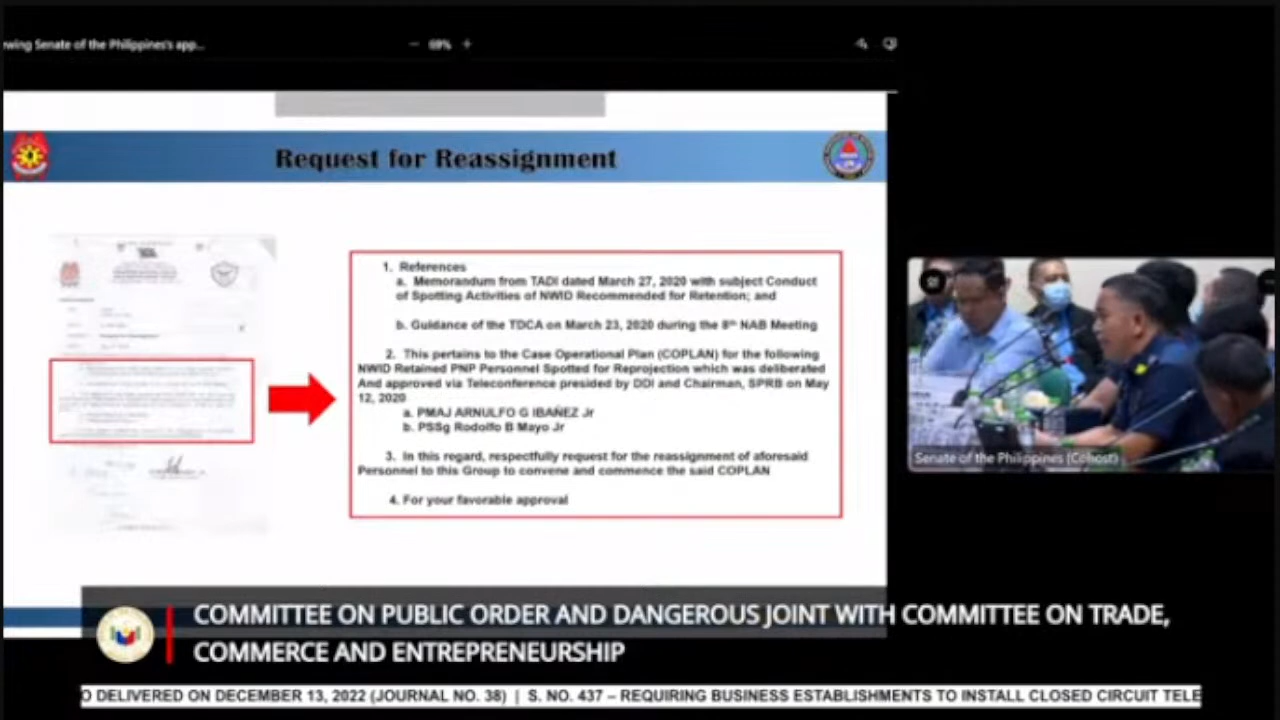 ewing Senate of the Philippines's app...
69%
Request for Reassignment
1. References
a. Memorandum from TADI dated March 27, 2020 with subject Conduct
of Spotting Activities of NWID Recommended for Retention; and
b. Guidance of the TDCA on March 23, 2020 during the 8th NAB Meeting
2. This pertains to the Case Operational Plan (COPLAN) for the following
NWID Retained PNP Personnel Spotted for Reprojection which was deliberated
And approved via Teleconference presided by DDI and Chairman, SPRB on May
12, 2020
a. PMAJ ARNULFO G IBAÑEZ Jr
b. PSSg Rodolfo B Mayo Jr
3. In this regard, respectfully request for the reassignment of aforesaid
Personnel to this Group to convene and commence the said COPLAN
4. For your favorable approval
Senate of the Philippines (Cohost)
COMMITTEE ON PUBLIC ORDER AND DANGEROUS JOINT WITH COMMITTEE ON TRADE,
COMMERCE AND ENTREPRENEURSHIP
O DELIVERED ON DECEMBER 13, 2022 (JOURNAL NO. 38) | S. NO. 437 – REQUIRING BUSINESS ESTABLISHMENTS TO INSTALL CLOSED CIRCUIT TELE